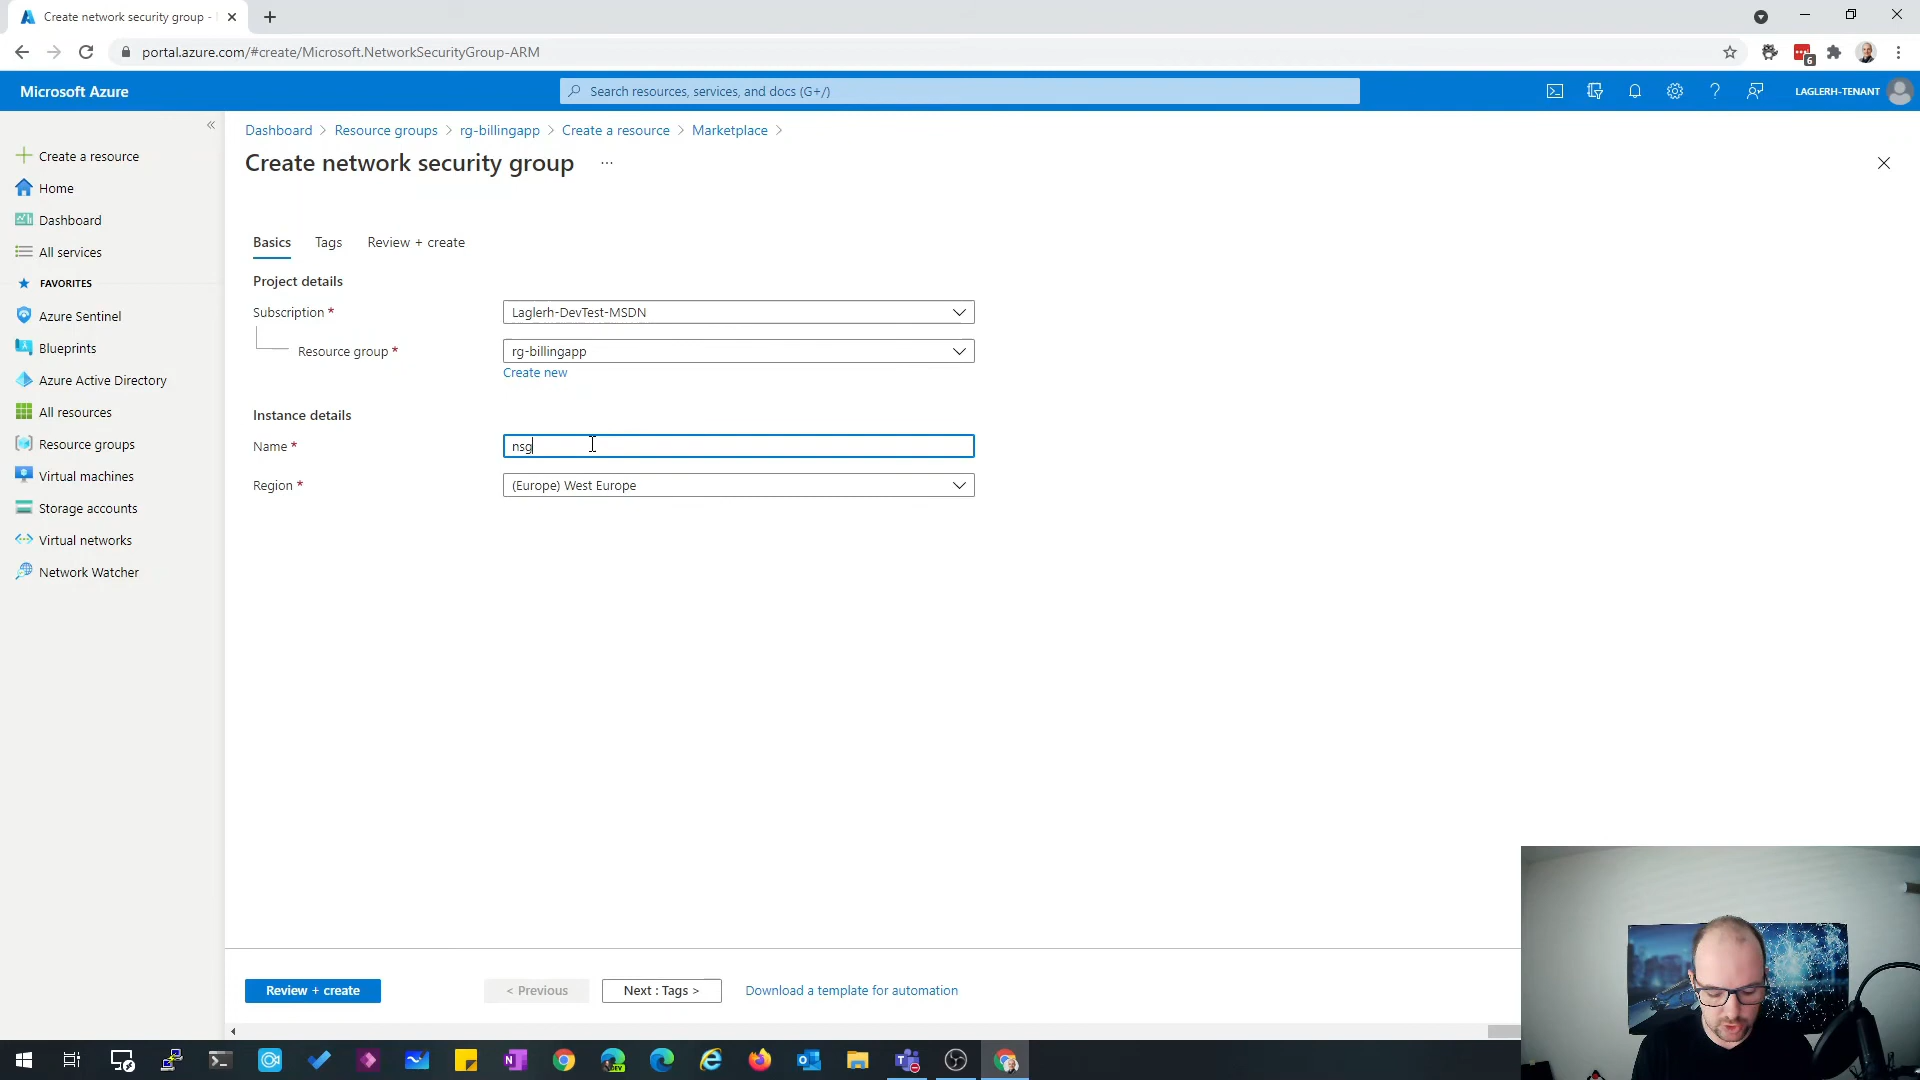 Create network security group -
portal.azure.com/#create/Microsoft.NetworkSecurityGroup-ARM
6
Microsoft Azure
Search resources, services, and docs (G+/)
LAGLERH-TENANT
Dashboard > Resource groups > rg-billingapp > Create a resource > Marketplace >
Create network security group ...
Create a resource
Home
Dashboard
All services
FAVORITES
Azure Sentinel
Blueprints
Azure Active Directory
All resources
Resource groups
Virtual machines
Storage accounts
Virtual networks
Network Watcher
Basics Tags Review + create
Project details
Subscription * Laglerh-DevTest-MSDN
Resource group * rg-billingapp
Create new
Instance details
Name * nsg
Region * (Europe) West Europe
Review + create < Previous Next : Tags > Download a template for automation